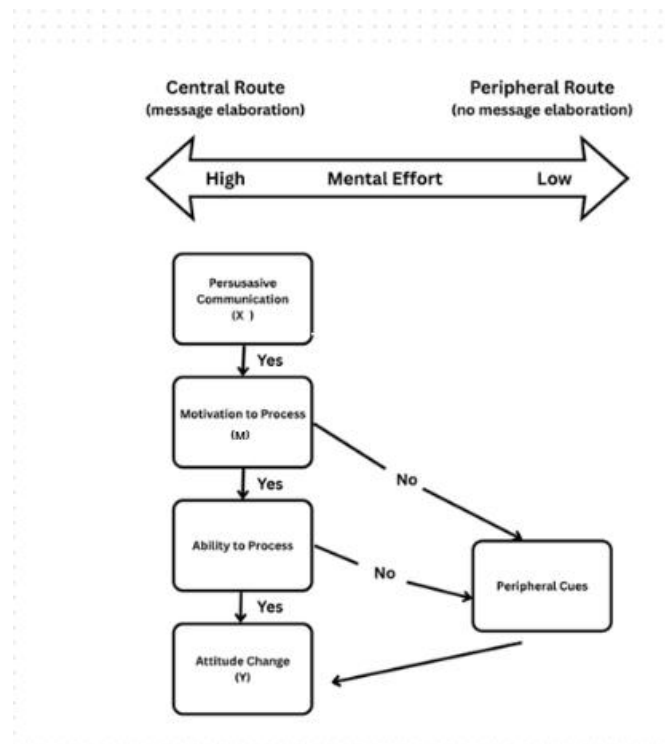 Central Route
(message elaboration)
Peripheral Route
(no message elaboration)
High
Mental Effort
Low
Persusasive
Communication
(X )
Yes
Motivation to Process
(M)
No
Yes
Ability to Process
No
Peripheral Cues
Yes
Attitude Change
(Y)